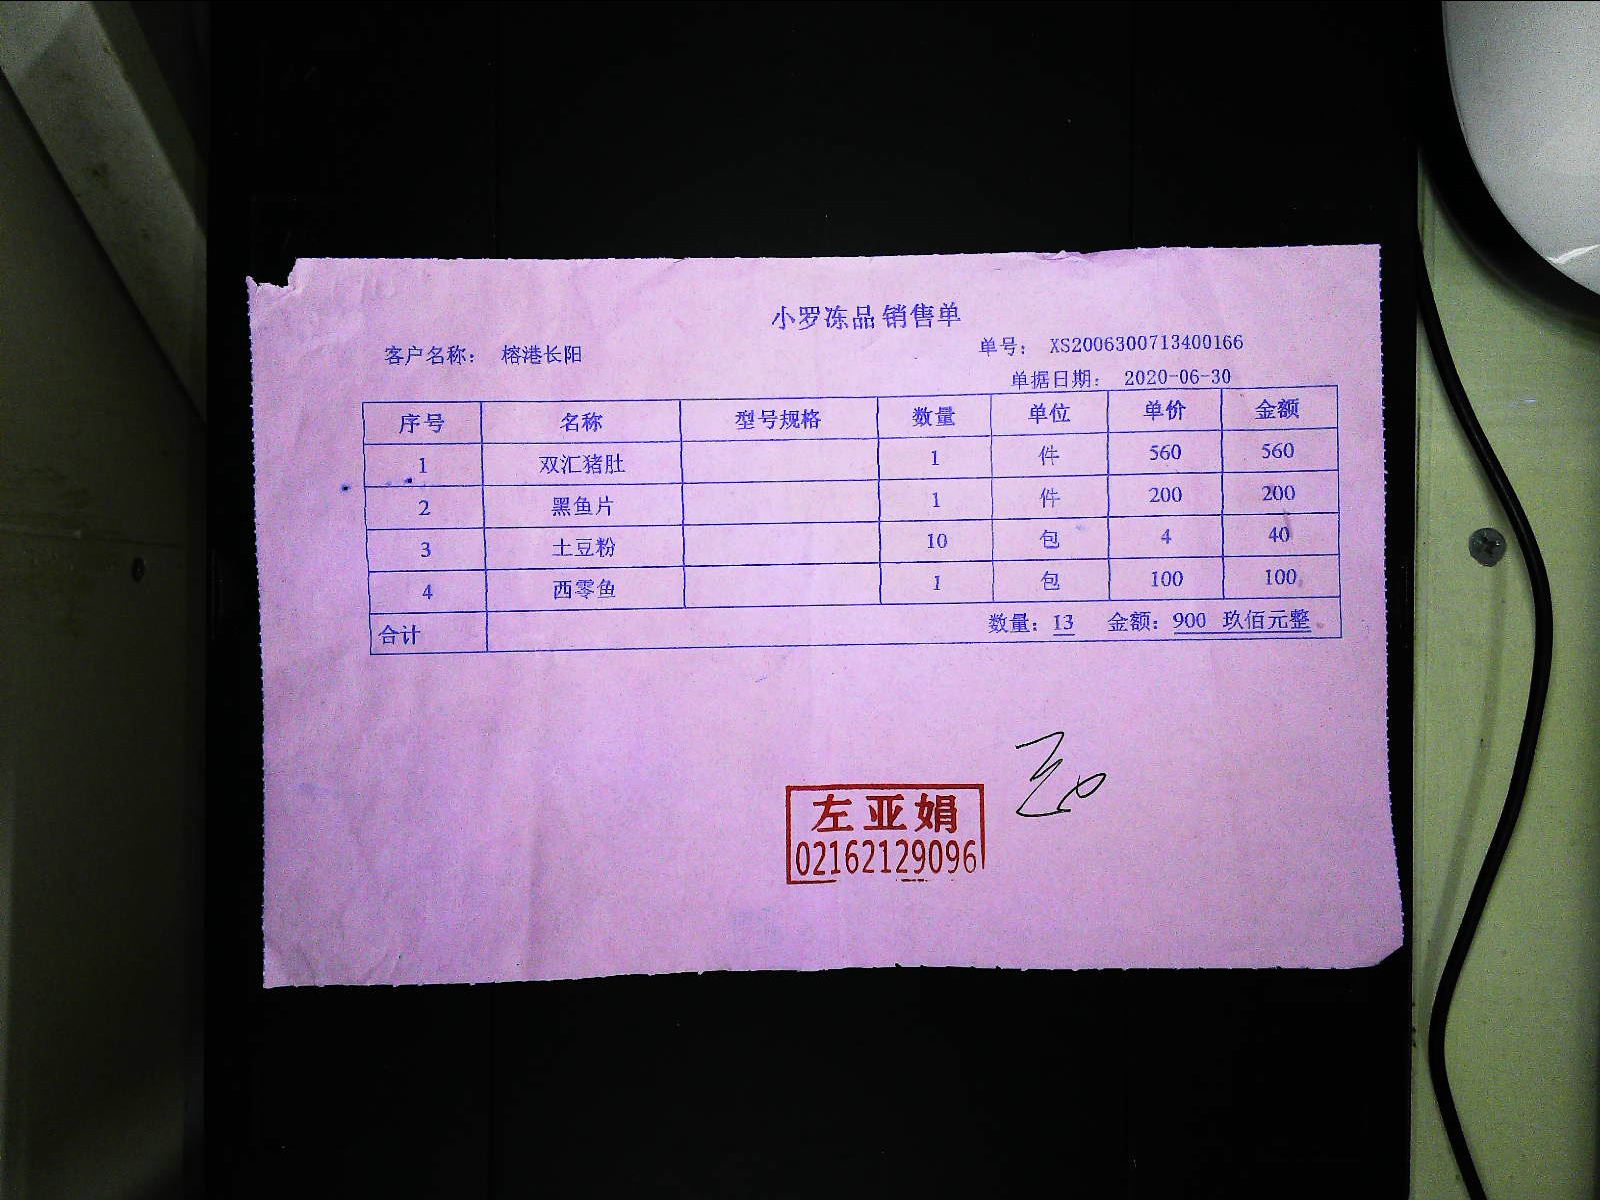 小罗冻品 销售单
客户名称： 榕港长阳 单号： XS2006300713400166
单据日期： 2020-06-30
序号 名称 型号规格 数量 单位 单价 金额
1 双汇猪肚 1 件 560 560
2 黑鱼片 1 件 200 200
3 土豆粉 10 包 4 40
4 西零鱼 1 包 100 100
合计 数量：13 金额：900 玖佰元整
左亚娟
02162129096